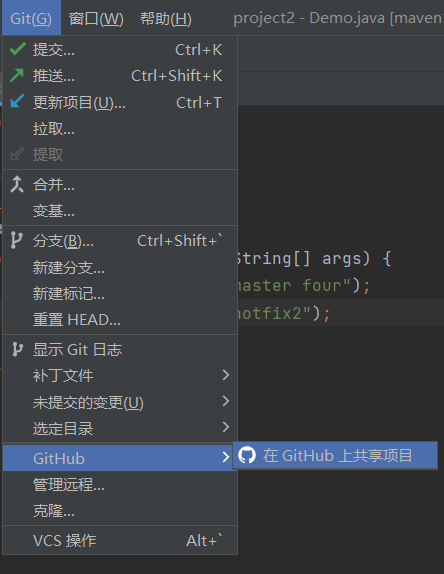 Git(G) 窗口(W) 帮助(H) project2 - Demo.java [maven
提交... Ctrl+K
推送... Ctrl+Shift+K
更新项目(U)... Ctrl+T
拉取...
提取
合并...
变基...
分支(B)... Ctrl+Shift+`
String[] args) {
新建分支...
新建标记...
master four");
重置 HEAD...
hotfix2");
显示 Git 日志
补丁文件
未提交的变更(U)
选定目录
GitHub 在 GitHub 上共享项目
管理远程...
克隆...
VCS 操作 Alt+`